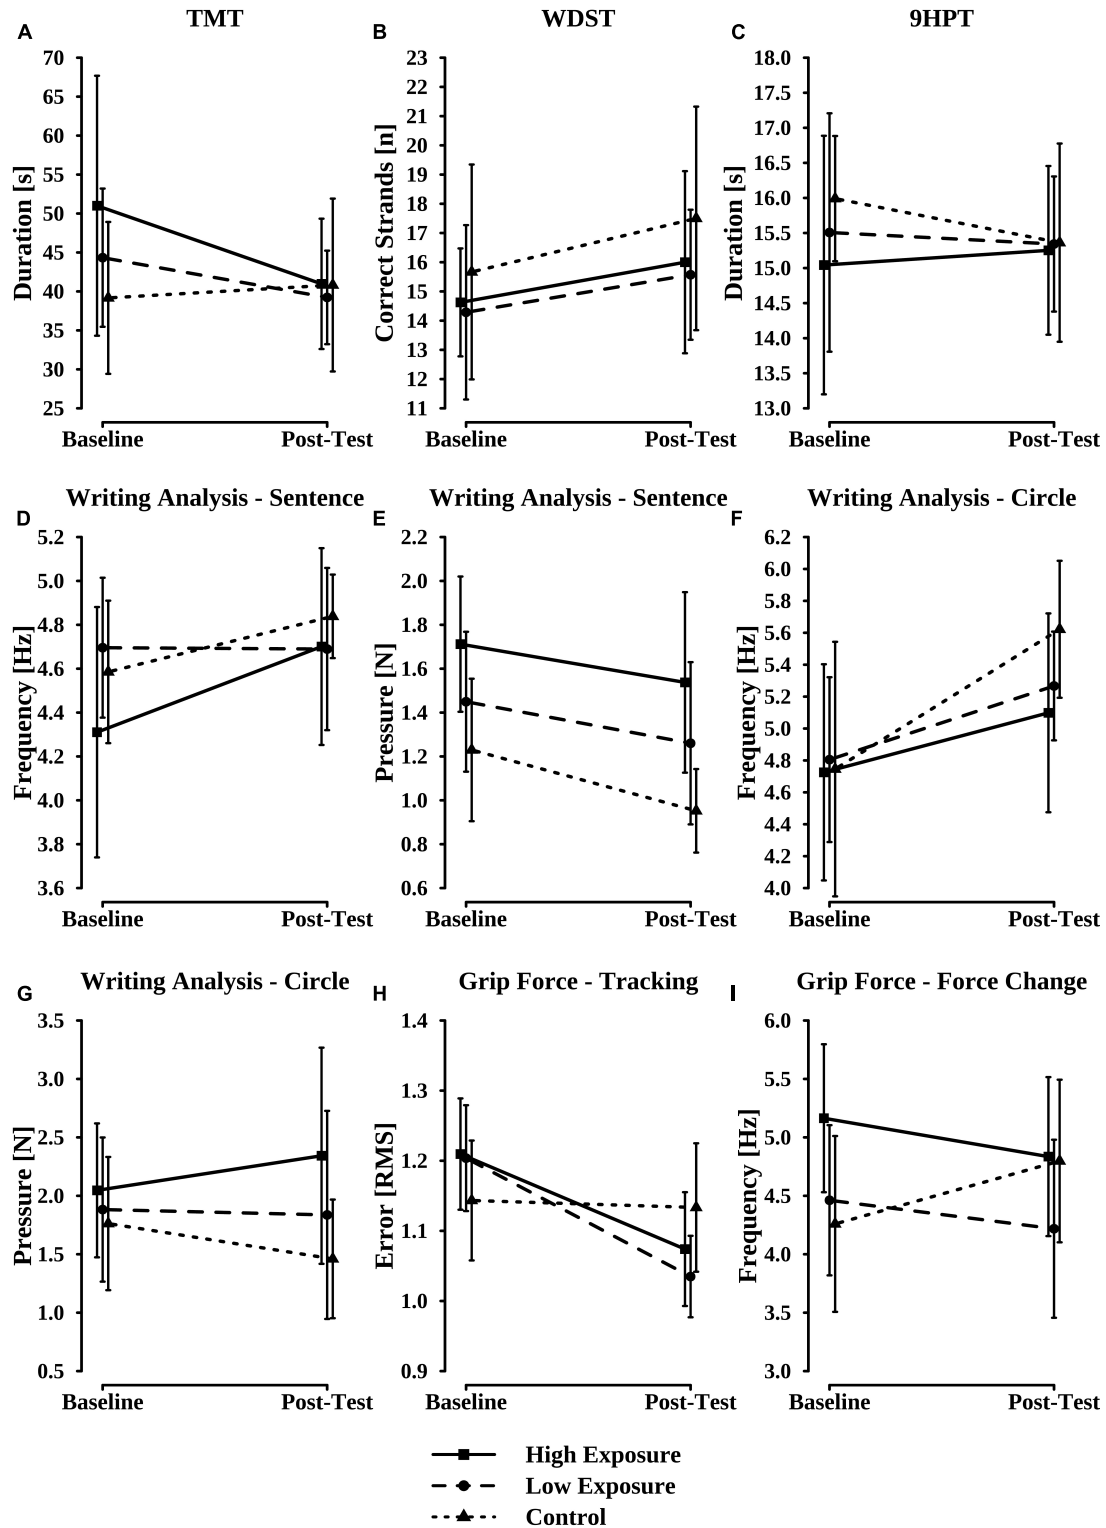 A TMT
Duration [s]
70
65
60
55
50
45
40
35
30
25
Baseline Post-Test
B WDST
Correct Strands [n]
23
22
21
20
19
18
17
16
15
14
13
12
11
Baseline Post-Test
C 9HPT
Duration [s]
18.0
17.5
17.0
16.5
16.0
15.5
15.0
14.5
14.0
13.5
13.0
Baseline Post-Test
Writing Analysis - Sentence
D
Frequency [Hz]
5.2
5.0
4.8
4.6
4.4
4.2
4.0
3.8
3.6
Baseline Post-Test
Writing Analysis - Sentence
E
Pressure [N]
2.2
2.0
1.8
1.6
1.4
1.2
1.0
0.8
0.6
Baseline Post-Test
Writing Analysis - Circle
F
Frequency [Hz]
6.2
6.0
5.8
5.6
5.4
5.2
5.0
4.8
4.6
4.4
4.2
4.0
Baseline Post-Test
Writing Analysis - Circle
G
Pressure [N]
3.5
3.0
2.5
2.0
1.5
1.0
0.5
Baseline Post-Test
Grip Force - Tracking
H
Error [RMS]
1.4
1.3
1.2
1.1
1.0
0.9
Baseline Post-Test
Grip Force - Force Change
I
Frequency [Hz]
6.0
5.5
5.0
4.5
4.0
3.5
3.0
Baseline Post-Test
High Exposure
Low Exposure
Control